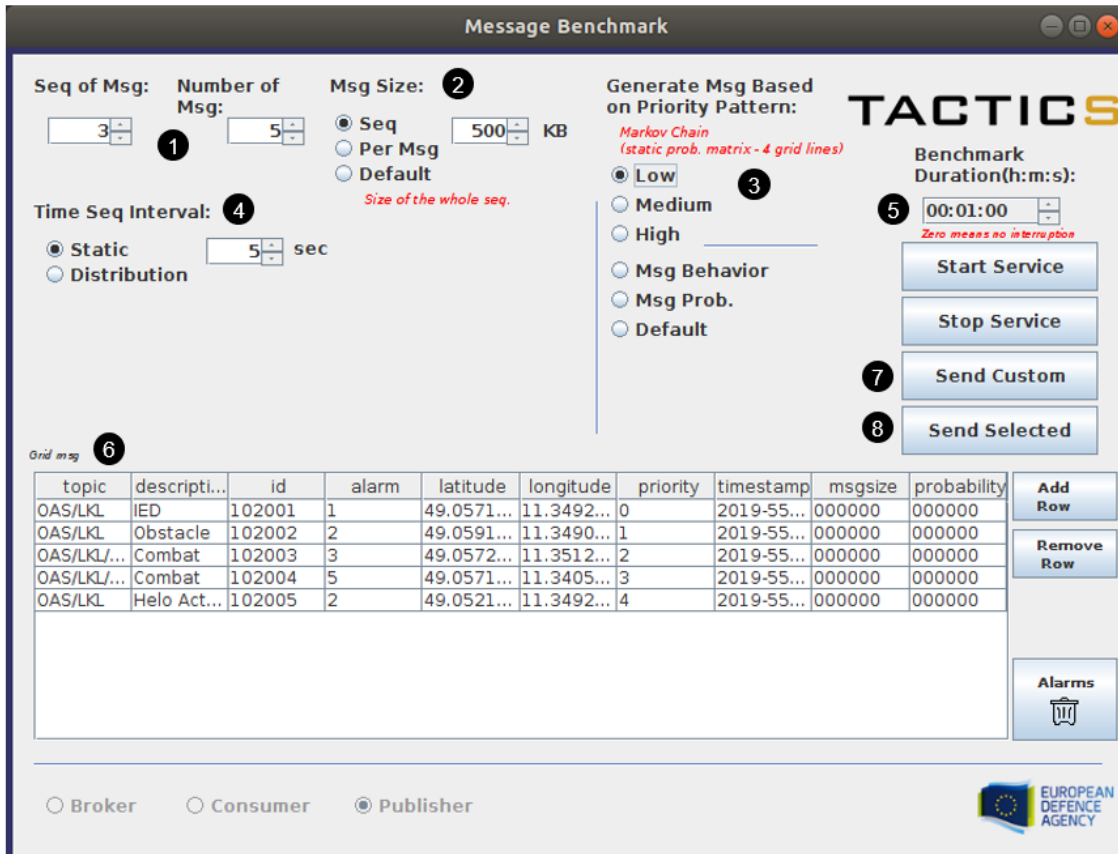 Message Benchmark
Seq of Msg:
Number of
Msg:
3
5
1
Msg Size:
2
Seq
Per Msg
Default
500
KB
Size of the whole seq.
Time Seq Interval:
4
Static
Distribution
5
sec
Generate Msg Based
on Priority Pattern:
Markov Chain
(static prob. matrix - 4 grid lines)
3
Low
Medium
High
Msg Behavior
Msg Prob.
Default
TACTICS
Benchmark
Duration(h:m:s):
5
00:01:00
Zero means no interruption
Start Service
Stop Service
7
Send Custom
8
Send Selected
Grid msg
6
topic descripti... id alarm latitude longitude priority timestamp msgsize probability
OAS/LKL IED 102001 1 49.0571... 11.3492... 0 2019-55... 000000 000000
OAS/LKL Obstacle 102002 2 49.0591... 11.3490... 1 2019-55... 000000 000000
OAS/LKL/... Combat 102003 3 49.0572... 11.3512... 2 2019-55... 000000 000000
OAS/LKL/... Combat 102004 5 49.0571... 11.3405... 3 2019-55... 000000 000000
OAS/LKL Helo Act... 102005 2 49.0521... 11.3492... 4 2019-55... 000000 000000
Add
Row
Remove
Row
Alarms
Broker
Consumer
Publisher
EUROPEAN
DEFENCE
AGENCY